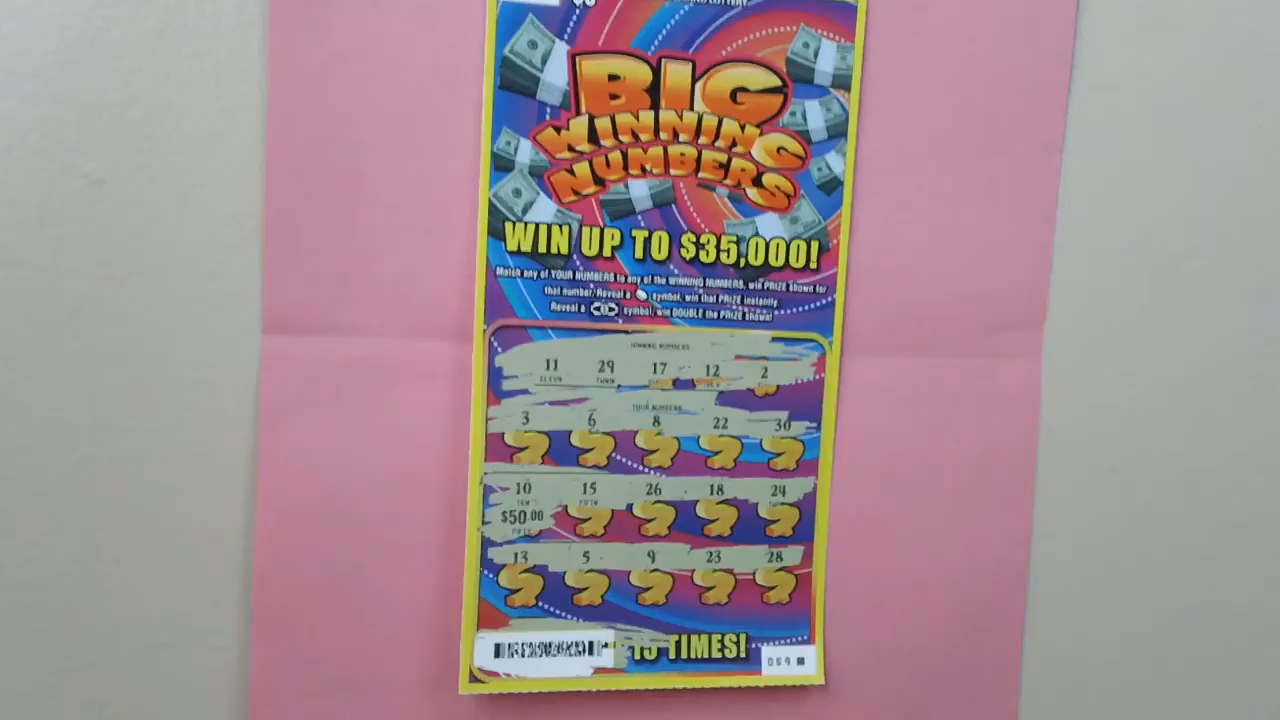 BIG
WINNING
NUMBERS
WIN UP TO $35,000!
Match any of YOUR NUMBERS to any of the WINNING NUMBERS, win PRIZE shown for
that number. Reveal a symbol, win that PRIZE instantly.
Reveal a symbol, win DOUBLE the PRIZE shown!
WINNING NUMBERS
11 29 17 12 2
YOUR NUMBERS
3 6 8 22 30
10 15 26 18 24
$50.00
13 5 9 23 28
15 TIMES!
089